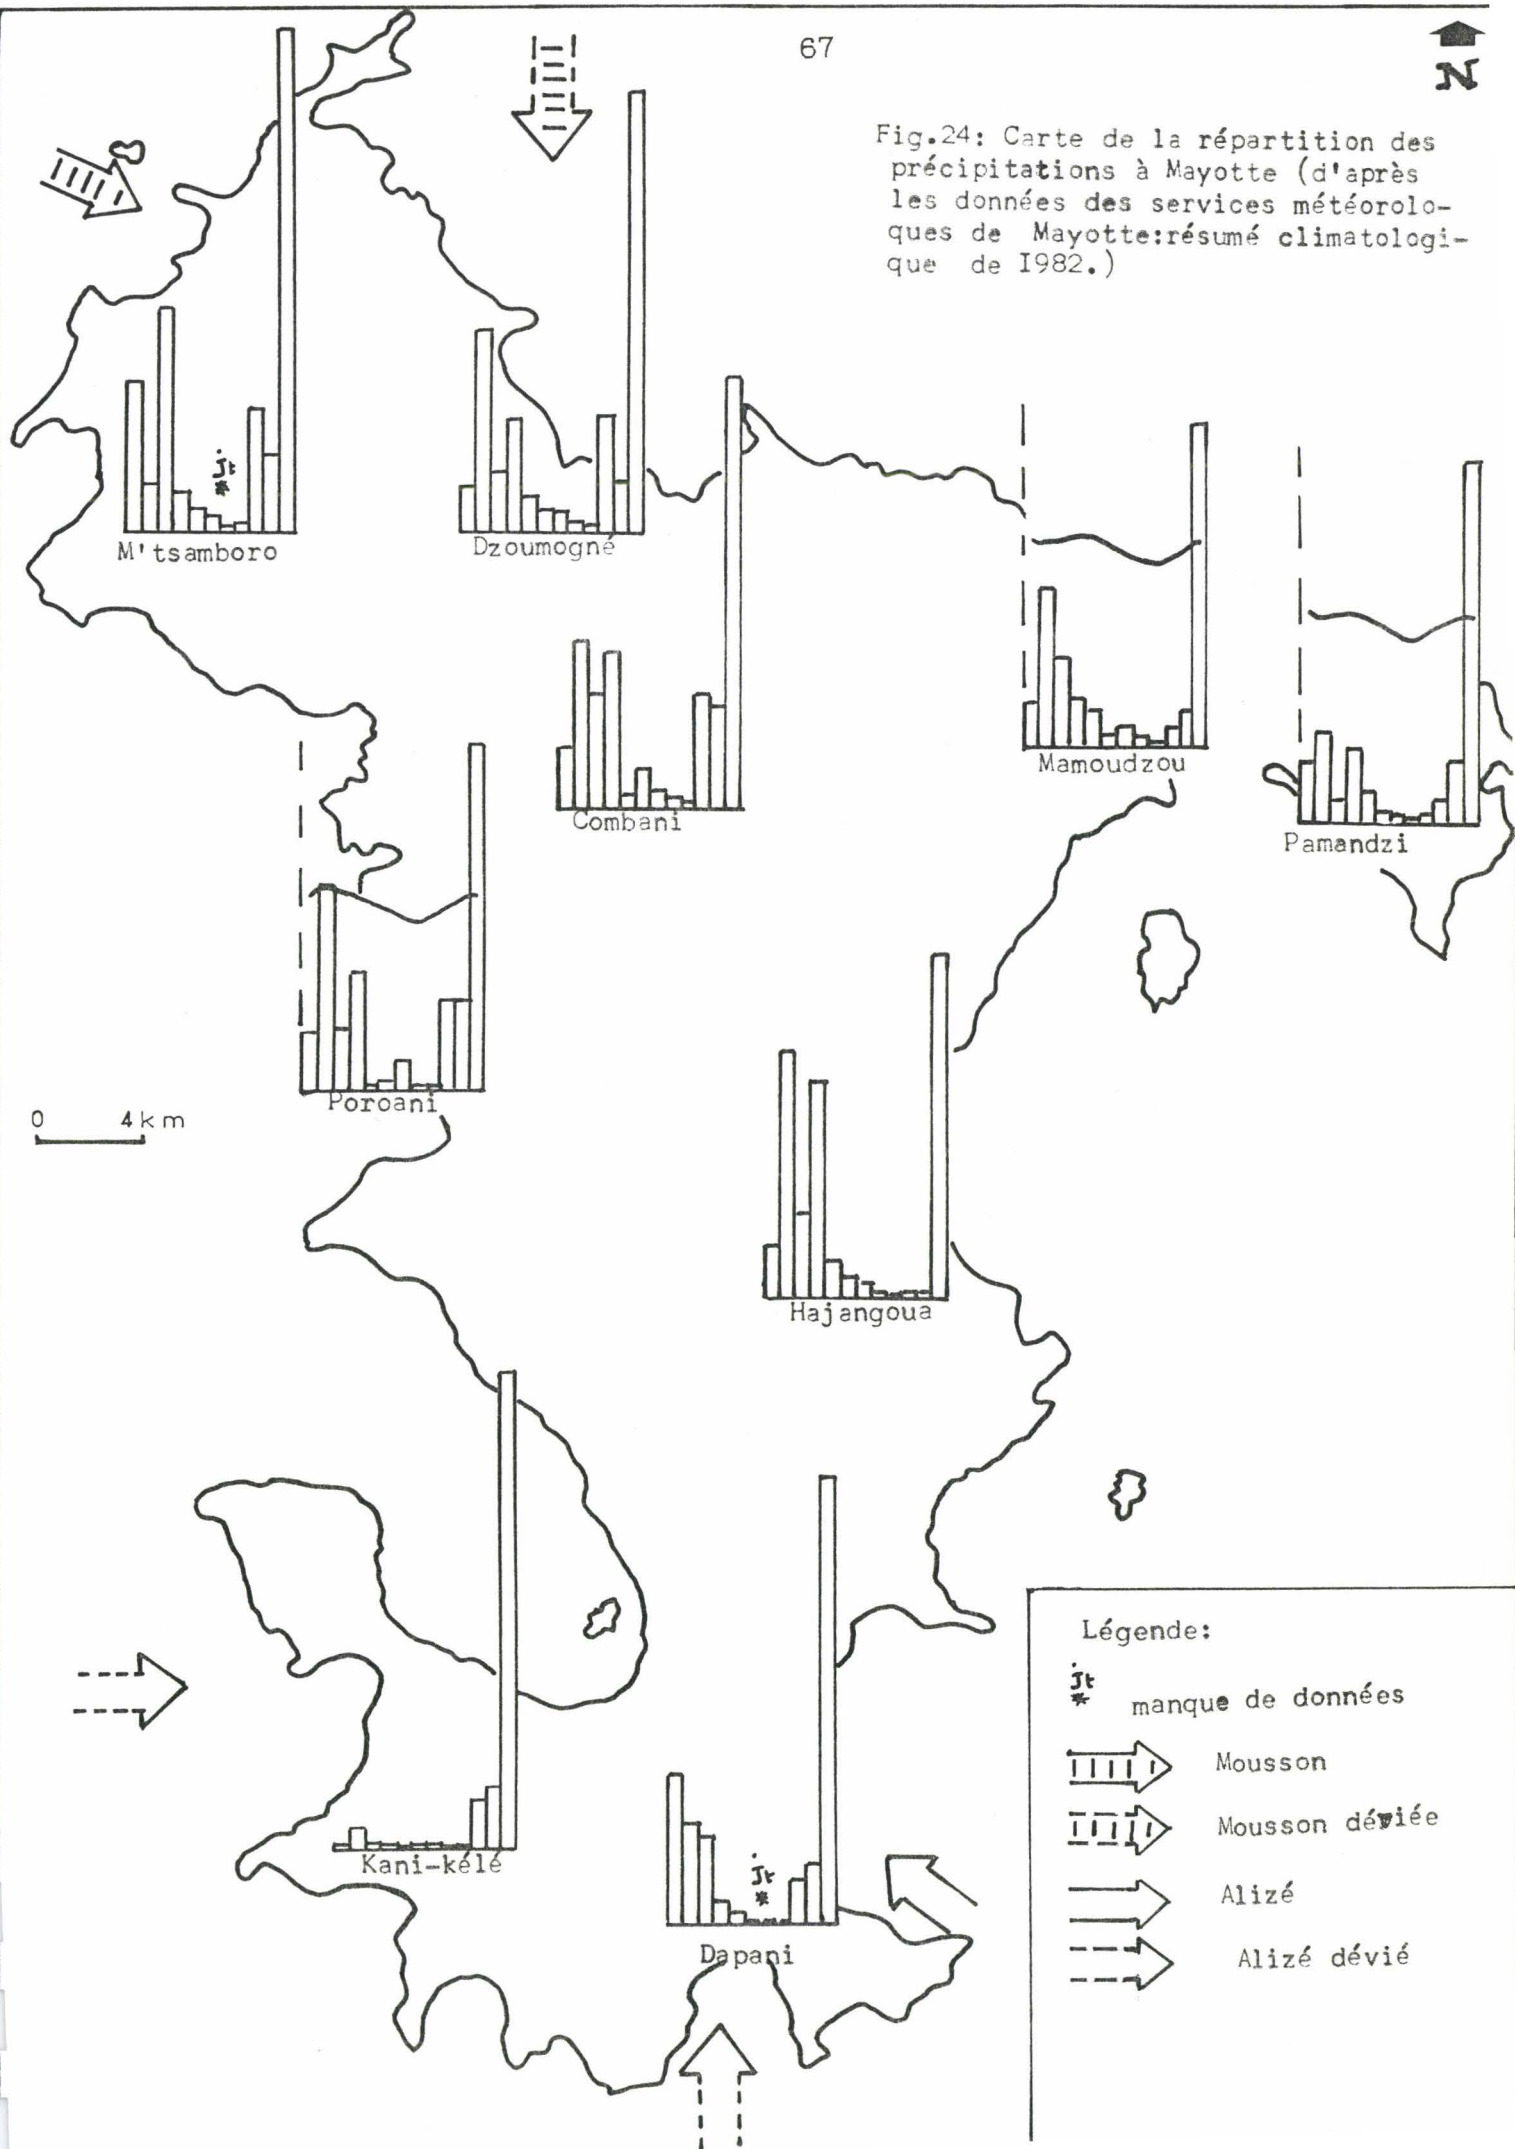 67
N
Fig.24: Carte de la répartition des
précipitations à Mayotte (d'après
les données des services météorolo-
ques de Mayotte:résumé climatologi-
que de I982.)
jt
*
M'tsamboro
Dzoumogné
Combani
Mamoudzou
Pamandzi
Poroani
0 4km
Hajangoua
Kani-kélé
jt
*
Dapani
Légende:
jt
* manque de données
Mousson
Mousson déviée
Alizé
Alizé dévié